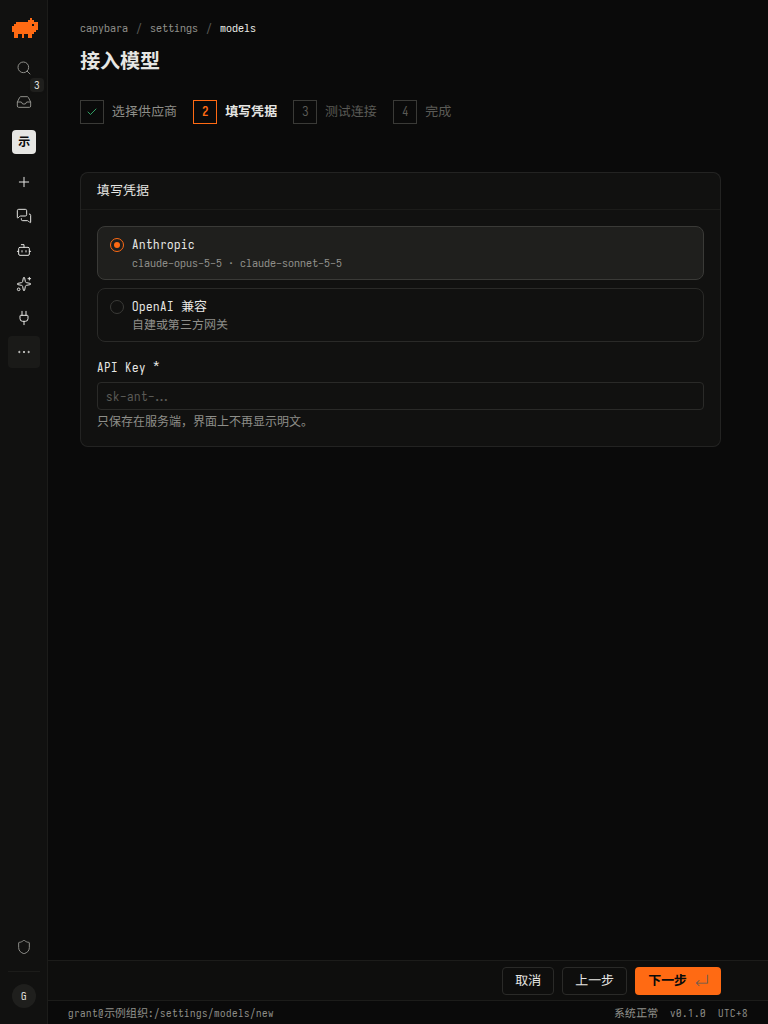 capybara / settings / models
接入模型
3
示
选择供应商 2 填写凭据 3 测试连接 4 完成
填写凭据
Anthropic
claude-opus-5-5 · claude-sonnet-5-5
OpenAI 兼容
自建或第三方网关
API Key *
sk-ant-...
只保存在服务端，界面上不再显示明文。
取消 上一步 下一步
G
grant@示例组织:/settings/models/new 系统正常 v0.1.0 UTC+8